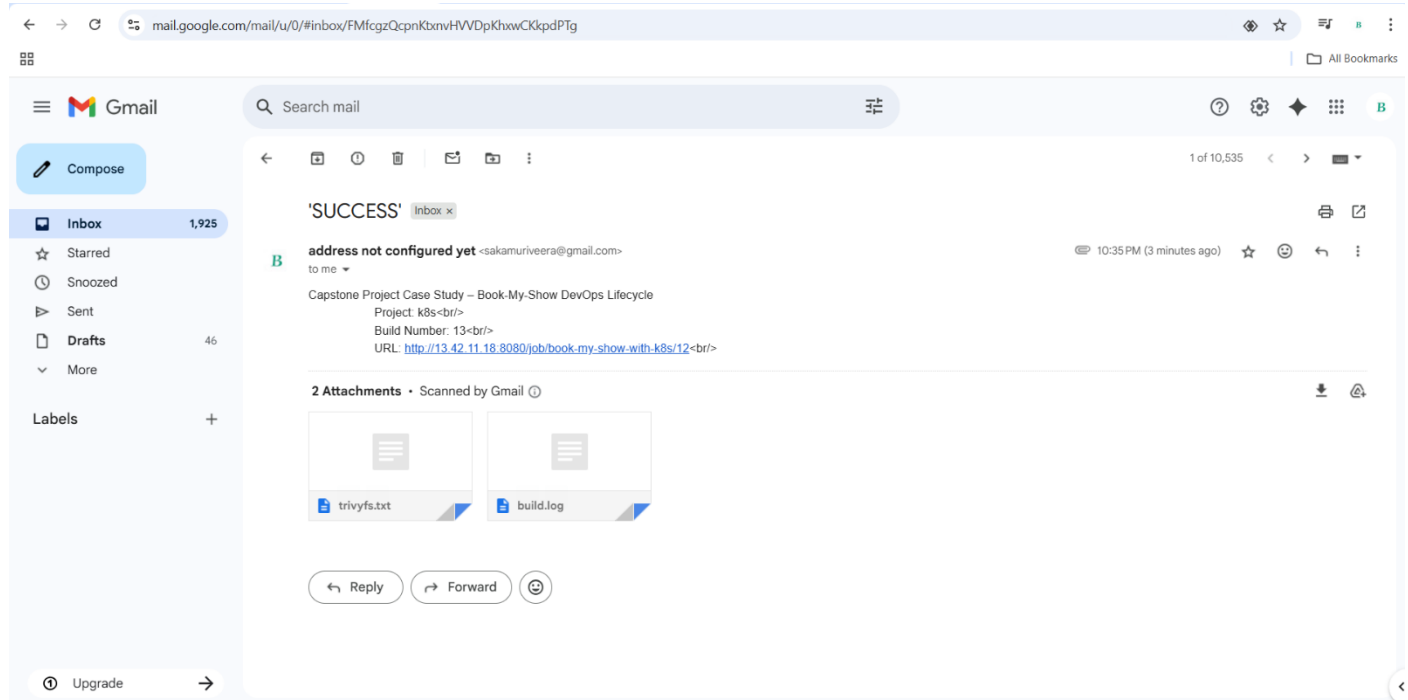 mail.google.com/mail/u/0/#inbox/FMfcgzQcpnKtxnvHVVDpKhxwCKkpdPTg
B
All Bookmarks
Gmail
Search mail
B
Compose
1 of 10,535
'SUCCESS' Inbox ×
Inbox 1,925
Starred
address not configured yet <sakamuriveera@gmail.com>
10:35 PM (3 minutes ago)
B
to me
Snoozed
Capstone Project Case Study – Book-My-Show DevOps Lifecycle
Sent
Project: k8s<br/>
Build Number: 13<br/>
Drafts 46
URL: http://13.42.11.18:8080/job/book-my-show-with-k8s/12<br/>
More
2 Attachments • Scanned by Gmail
Labels
trivyfs.txt
build.log
Reply
Forward
Upgrade